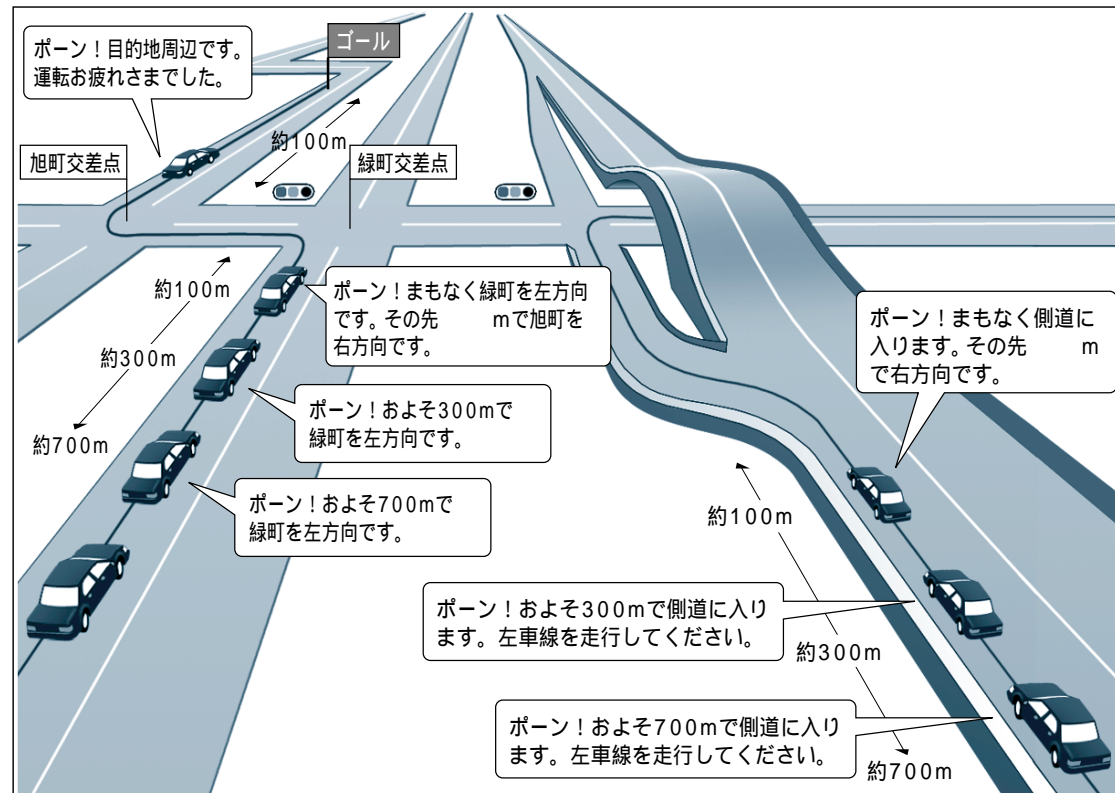 ポーン！目的地周辺です。
運転お疲れさまでした。
ゴール
約100m
旭町交差点
緑町交差点
約100m
約300m
約700m
ポーン！まもなく緑町を左方向
です。その先　　　mで旭町を
右方向です。
ポーン！およそ300mで
緑町を左方向です。
ポーン！およそ700mで
緑町を左方向です。
ポーン！まもなく側道に
入ります。その先　　　m
で右方向です。
約100m
ポーン！およそ300mで側道に入り
ます。左車線を走行してください。
約300m
ポーン！およそ700mで側道に入り
ます。左車線を走行してください。
約700m